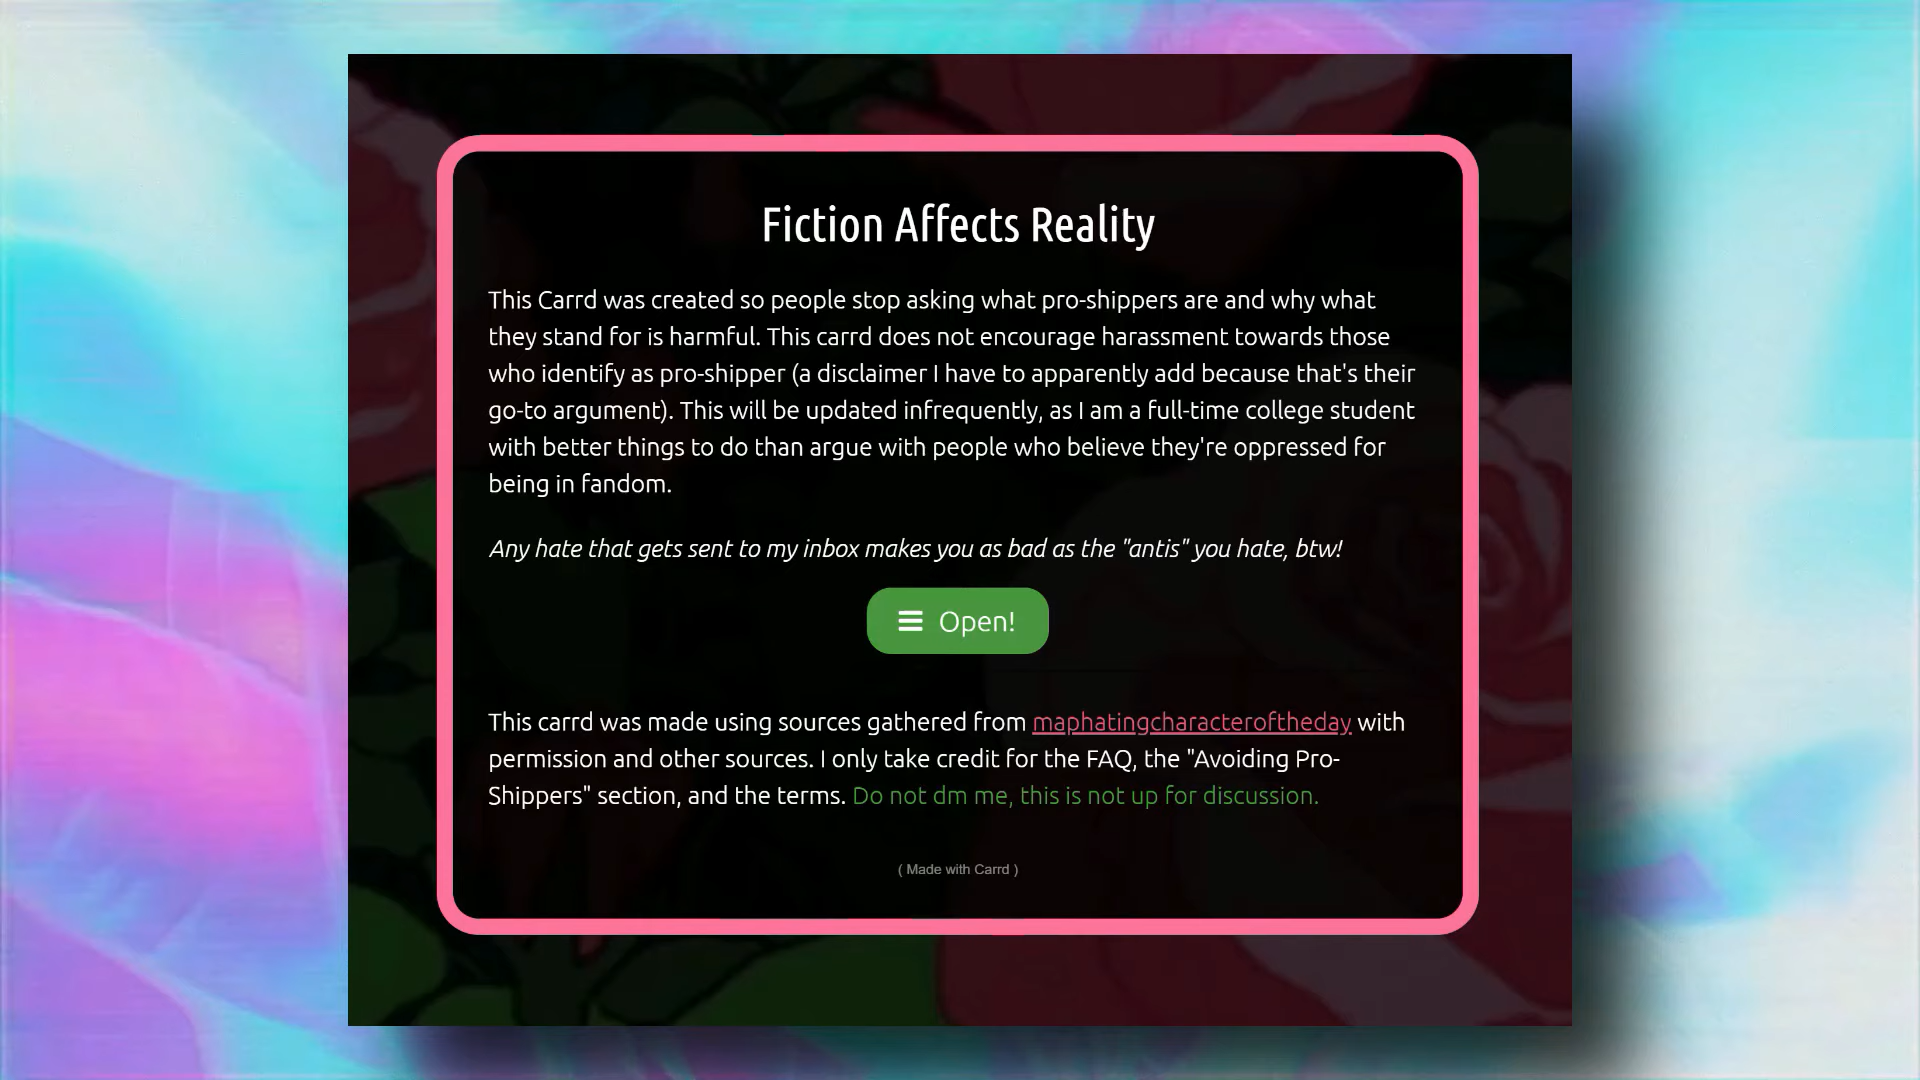 Fiction Affects Reality
This Carrd was created so people stop asking what pro-shippers are and why what
they stand for is harmful. This carrd does not encourage harassment towards those
who identify as pro-shipper (a disclaimer I have to apparently add because that's their
go-to argument). This will be updated infrequently, as I am a full-time college student
with better things to do than argue with people who believe they're oppressed for
being in fandom.
Any hate that gets sent to my inbox makes you as bad as the "antis" you hate, btw!
Open!
This carrd was made using sources gathered from maphatingcharacteroftheday with
permission and other sources. I only take credit for the FAQ, the "Avoiding Pro-
Shippers" section, and the terms. Do not dm me, this is not up for discussion.
( Made with Carrd )